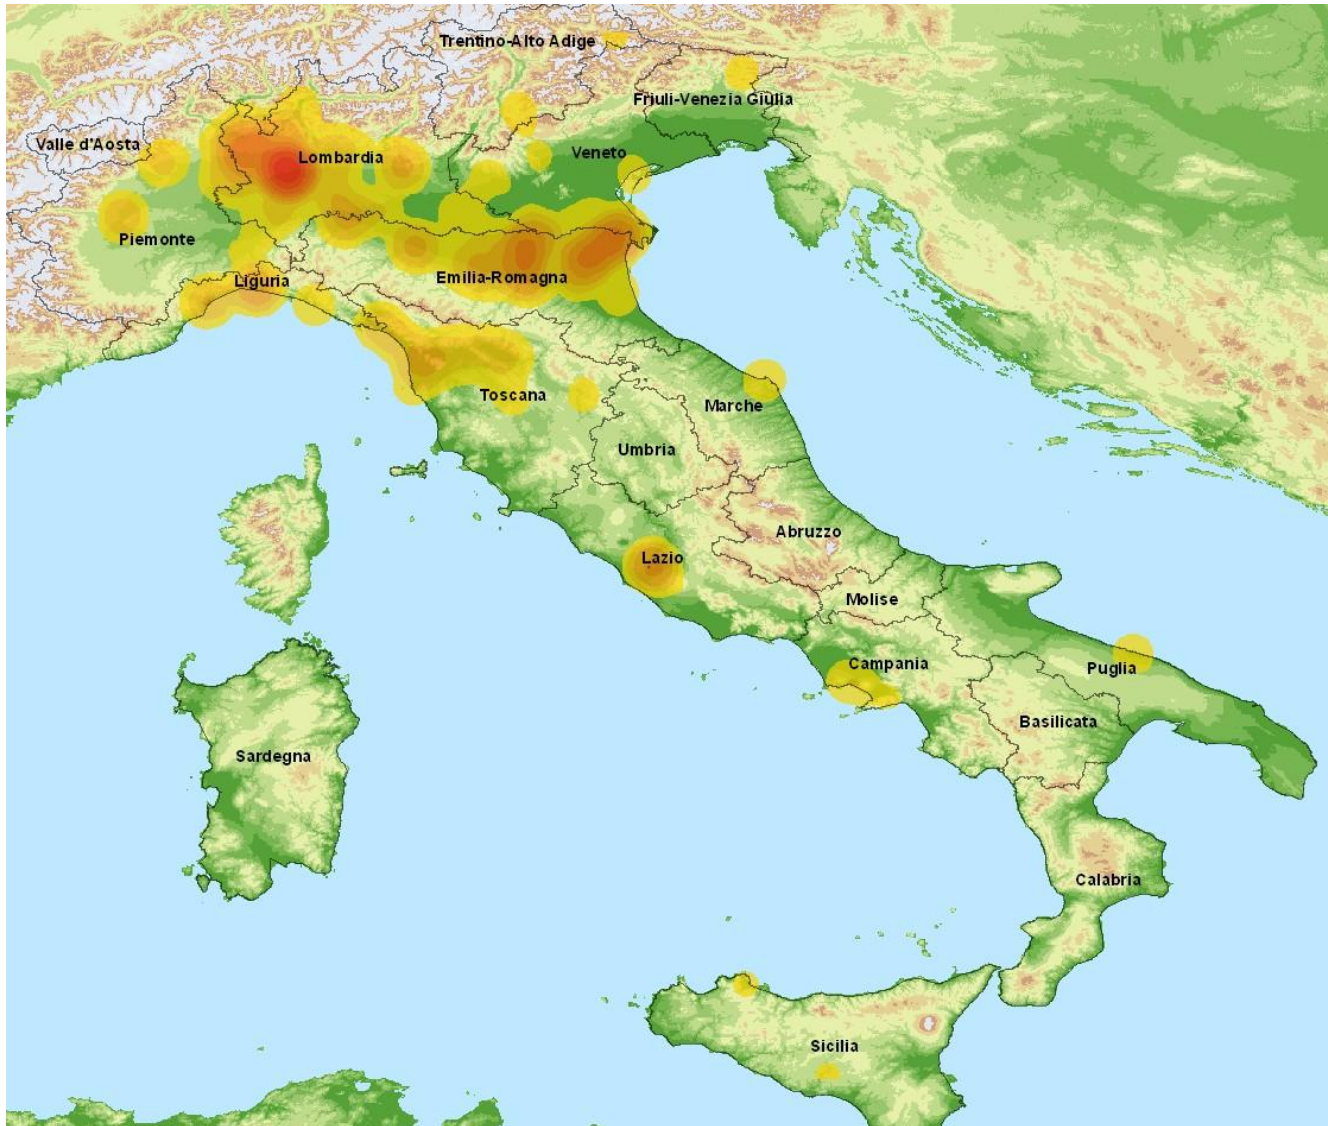 Trentino-Alto Adige
Friuli-Venezia Giulia
Valle d'Aosta
Lombardia
Veneto
Piemonte
Liguria
Emilia-Romagna
Toscana
Marche
Umbria
Abruzzo
Lazio
Molise
Campania
Puglia
Basilicata
Sardegna
Calabria
Sicilia